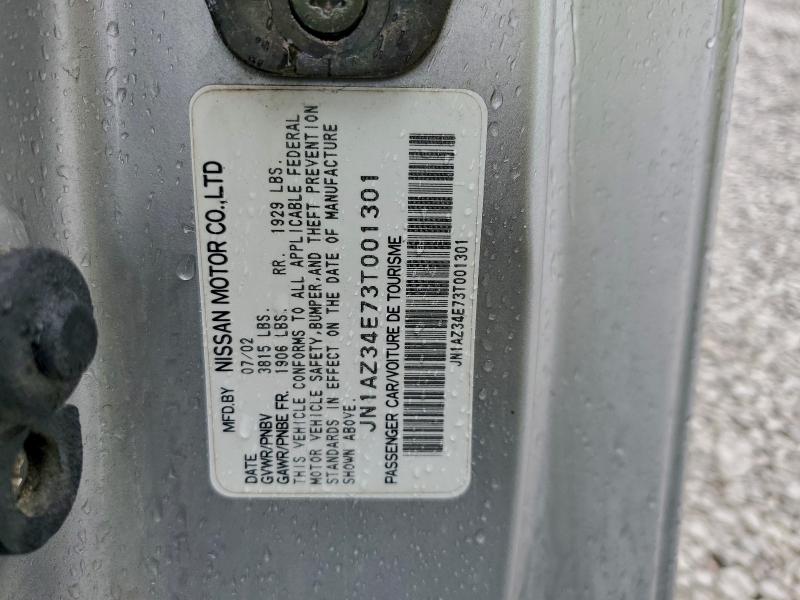 MFD.BY NISSAN MOTOR CO.,LTD
DATE 07/02
GVWR/PNBV 3815 LBS.
GAWR/PNBE FR. 1906 LBS. RR. 1929 LBS.
THIS VEHICLE CONFORMS TO ALL APPLICABLE FEDERAL
MOTOR VEHICLE SAFETY,BUMPER,AND THEFT PREVENTION
STANDARDS IN EFFECT ON THE DATE OF MANUFACTURE
SHOWN ABOVE.
JN1AZ34E73T001301
PASSENGER CAR/VOITURE DE TOURISME
JN1AZ34E73T001301